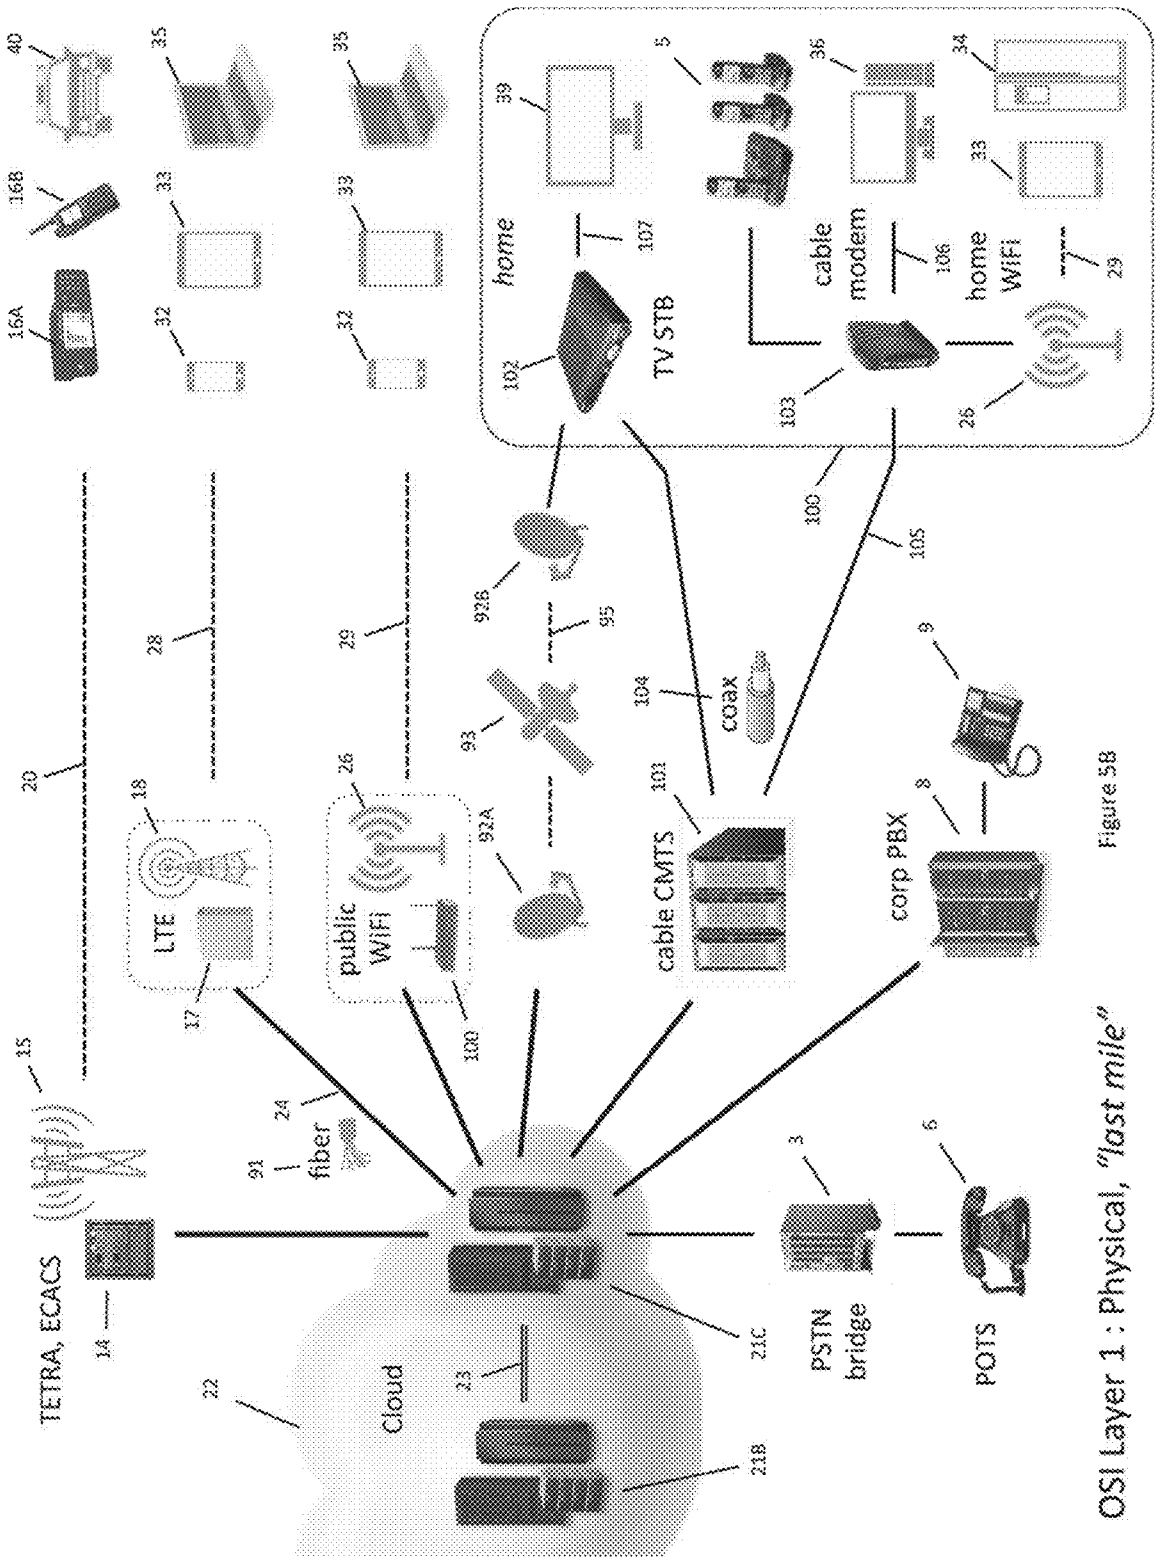 TETRA, ECACS
14
15
20
16A
16B
40
LTE
17
18
28
32
33
35
public
WiFi
100
26
29
32
33
35
24
91
fiber
22
Cloud
23
21B
21C
92A
93
95
92B
home
102
TV STB
107
39
5
cable CMTS
101
104
coax
105
100
103
cable
modem
106
36
home
WiFi
26
29
33
34
corp PBX
8
9
PSTN
bridge
3
POTS
6
OSI Layer 1 : Physical, "last mile"
Figure 5B